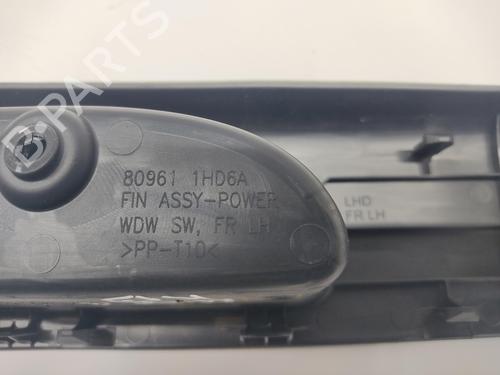 B-PARTS
80961 1HD6A
FIN ASSY-POWER
WDW SW, FR LH
>PP-T10<
LHD
FR LH